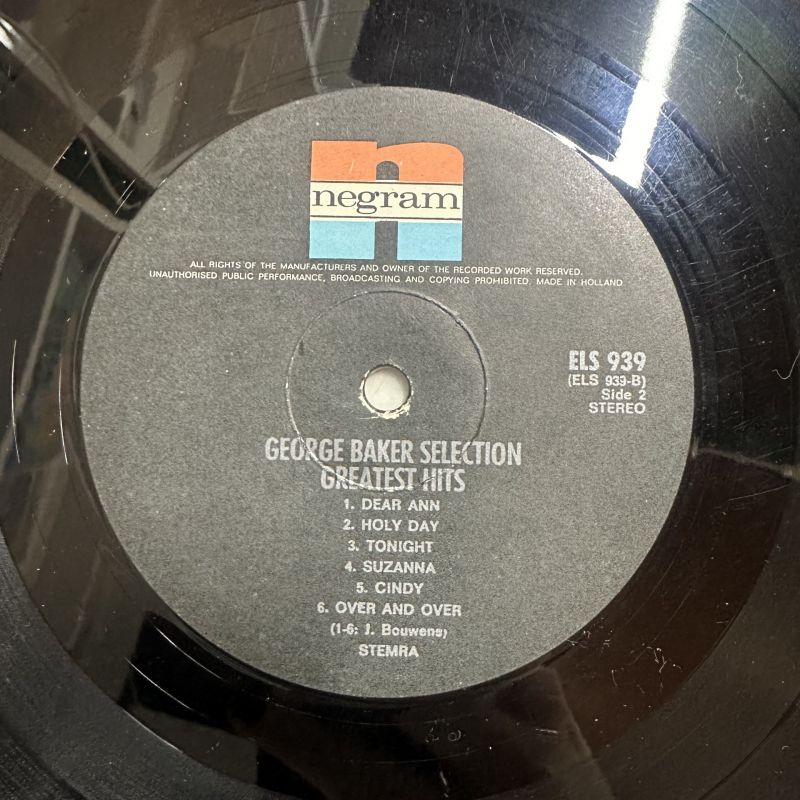 negram
ALL RIGHTS OF THE MANUFACTURERS AND OWNER OF THE RECORDED WORK RESERVED.
UNAUTHORISED PUBLIC PERFORMANCE, BROADCASTING AND COPYING PROHIBITED. MADE IN HOLLAND
ELS 939
(ELS 939-B)
Side 2
STEREO
GEORGE BAKER SELECTION
GREATEST HITS
1. DEAR ANN
2. HOLY DAY
3. TONIGHT
4. SUZANNA
5. CINDY
6. OVER AND OVER
(1-6: J. Bouwens)
STEMRA